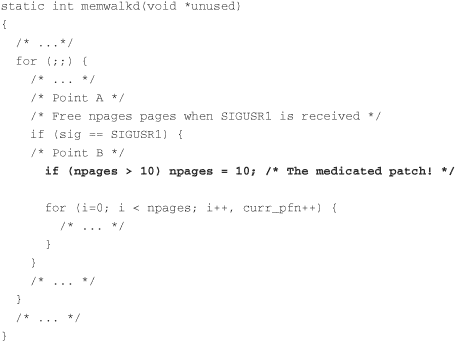 static int memwalkd(void *unused)
{
  /* ...*/
  for (;;) {
    /* ... */
    /* Point A */
    /* Free npages pages when SIGUSR1 is received */
    if (sig == SIGUSR1) {
    /* Point B */
      if (npages > 10) npages = 10; /* The medicated patch! */
      for (i=0; i < npages; i++, curr_pfn++) {
        /* ... */
      }
    }
    /* ... */
  }
  /* ... */
}